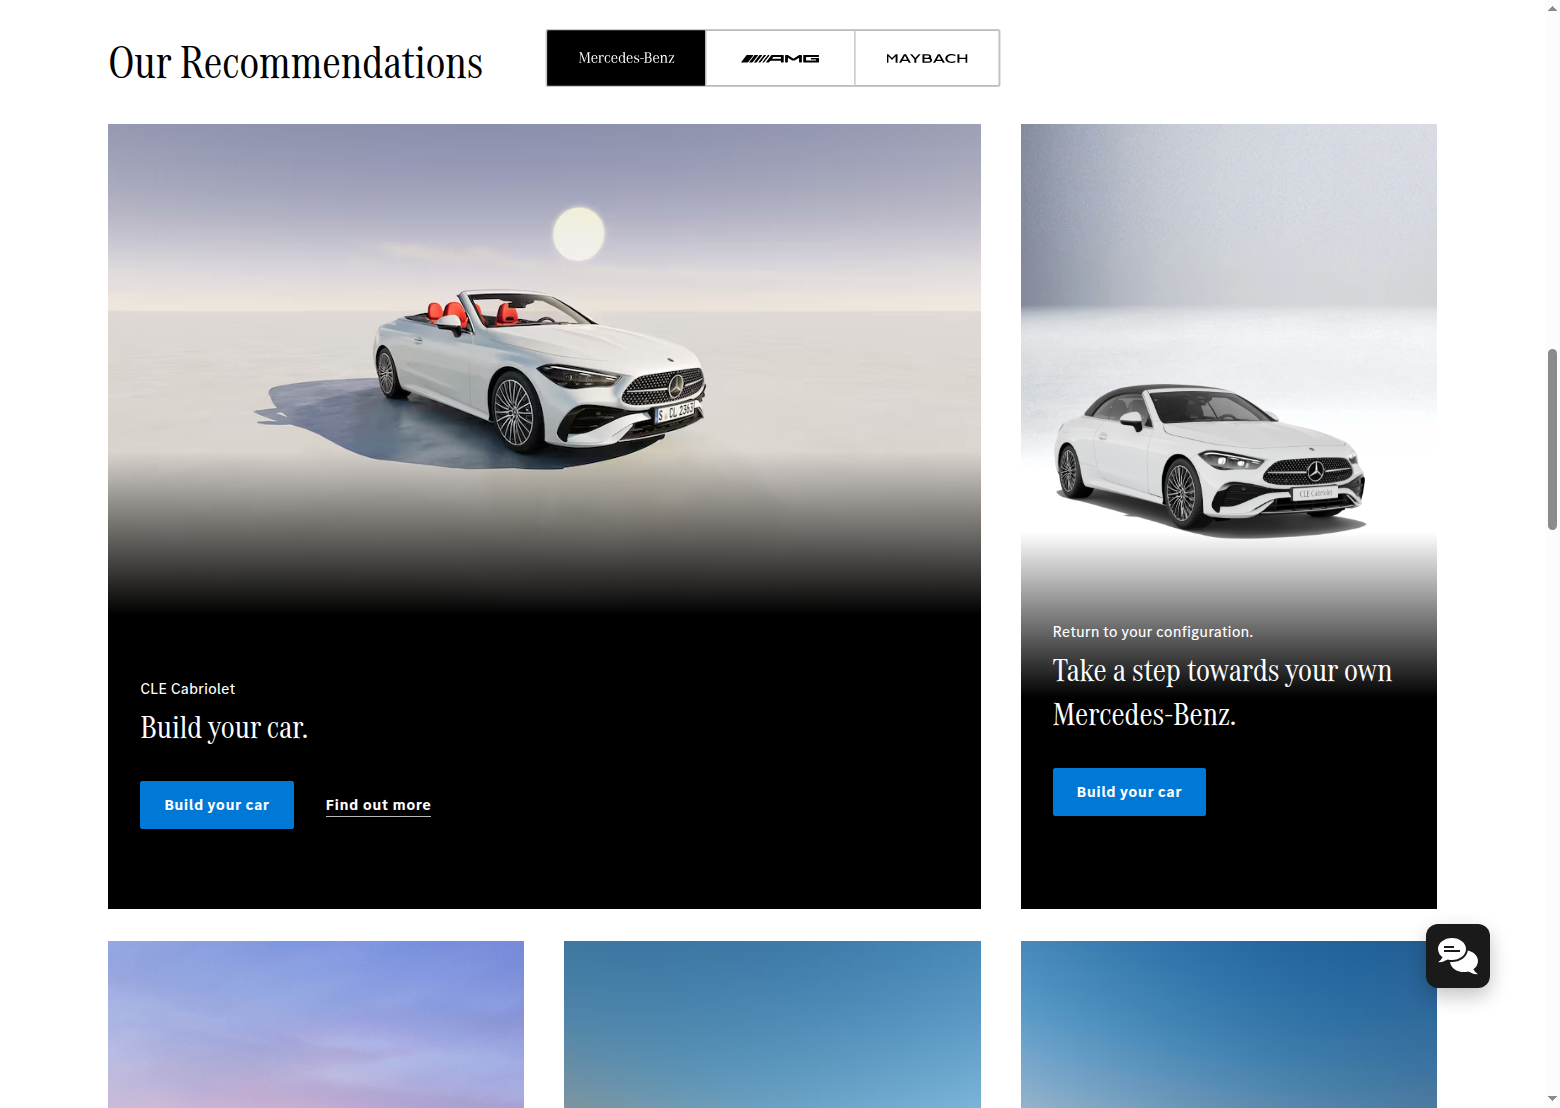 Our Recommendations
Mercedes-Benz
AMG
MAYBACH
S CL 2363
CLE Cabriolet
Build your car.
Build your car
Find out more
CLE Cabriolet
Return to your configuration.
Take a step towards your own
Mercedes-Benz.
Build your car